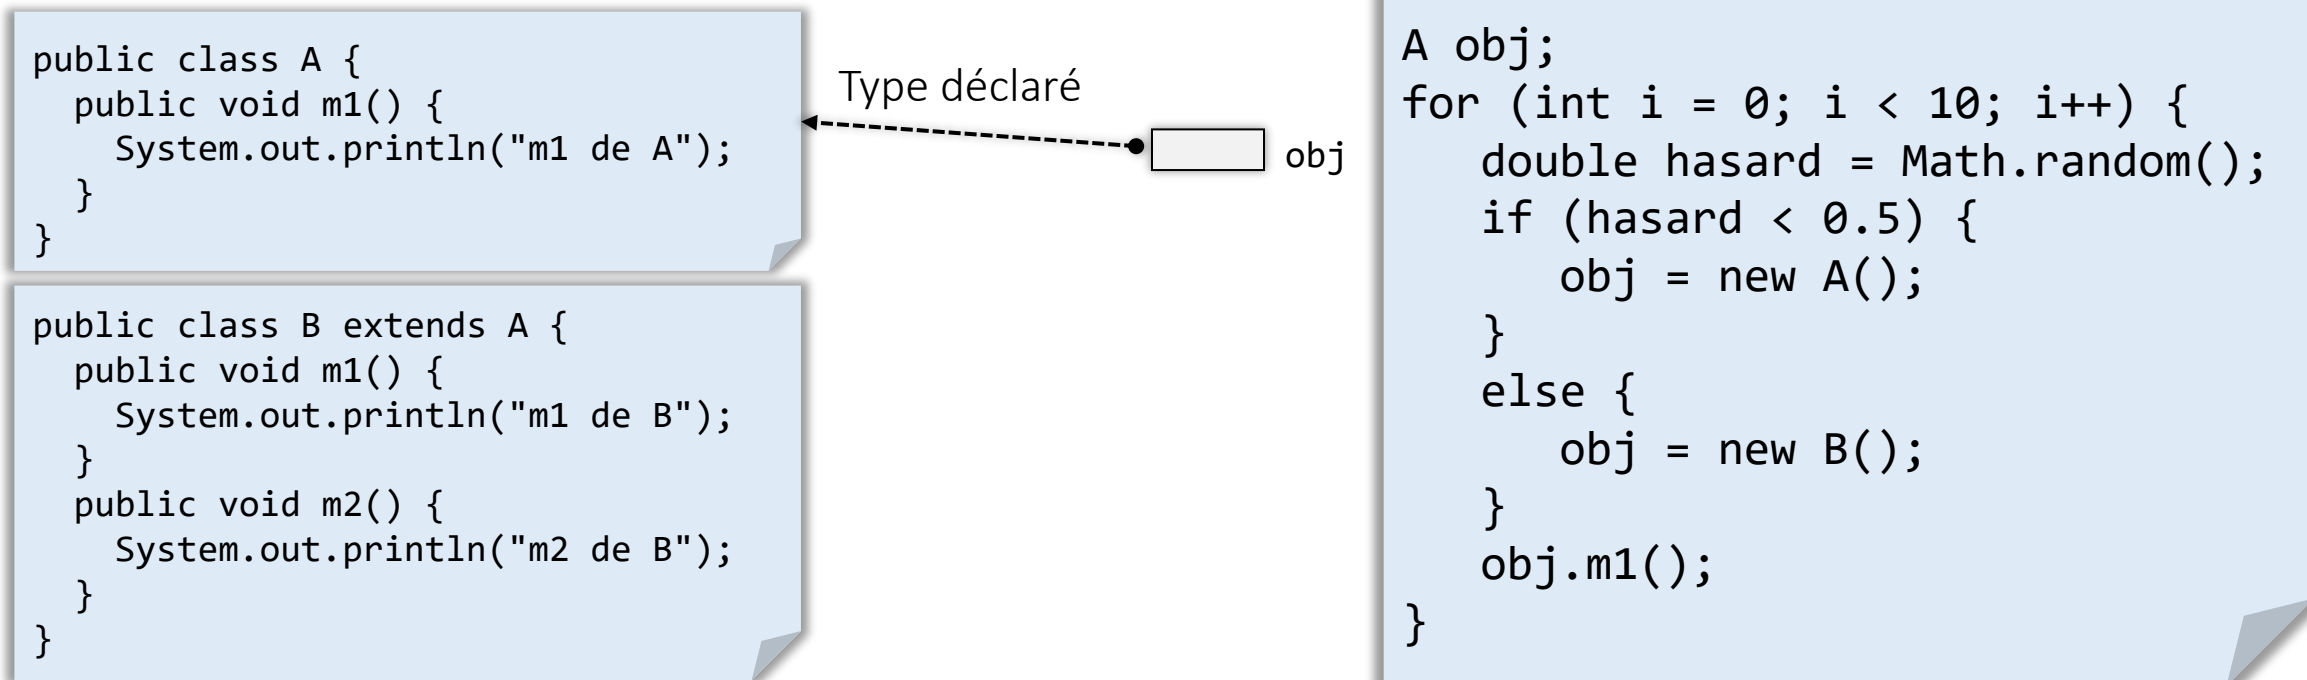 public class A {
  public void m1() {
    System.out.println("m1 de A");
  }
}
public class B extends A {
  public void m1() {
    System.out.println("m1 de B");
  }
  public void m2() {
    System.out.println("m2 de B");
  }
}
Type déclaré
obj
A obj;
for (int i = 0; i < 10; i++) {
   double hasard = Math.random();
   if (hasard < 0.5) {
      obj = new A();
   }
   else {
      obj = new B();
   }
   obj.m1();
}